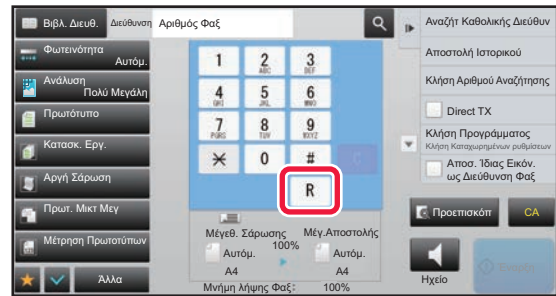 Βιβλ. Διευθ.
Διεύθυνση
Αριθμός Φαξ
Φωτεινότητα
Αυτόμ.
Ανάλυση
Πολύ Μεγάλη
Πρωτότυπο
Κατασκ. Εργ.
Αργή Σάρωση
Πρωτ. Μικτ Μεγ
Μέτρηση Πρωτοτύπων
Άλλα
1
2
ABC
3
DEF
4
GHI
5
JKL
6
MNO
7
PQRS
8
TUV
9
WXYZ
0
#
C
R
Μέγεθ. Σάρωσης
Μέγ.Αποστολής
100%
Αυτόμ.
Αυτόμ.
A4
A4
Μνήμη λήψης Φαξ: 100%
Αναζήτ Καθολικής Διεύθυν
Αποστολή Ιστορικού
Κλήση Αριθμού Αναζήτησης
Direct TX
Κλήση Προγράμματος
Κλήση Καταχωρημένων ρυθμίσεων
Αποσ. Ίδιας Εικόν.
ως Διεύθυνση Φαξ
Προεπισκόπ
CA
Ηχείο
Έναρξη